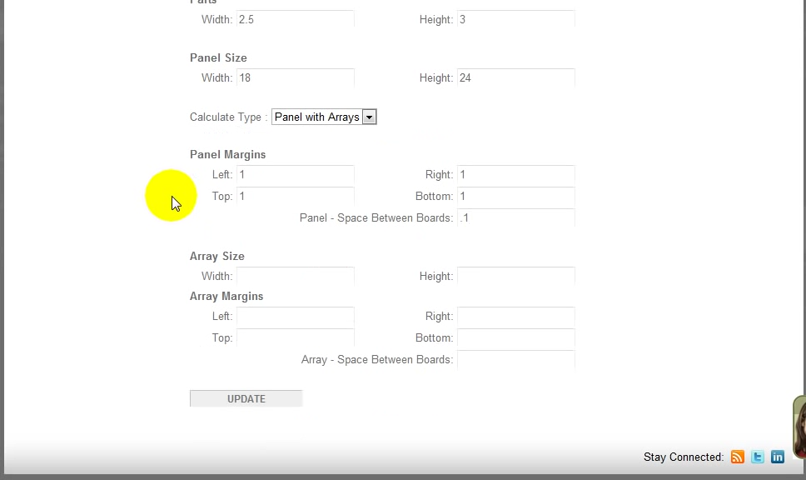 Parts
Width: 2.5 Height: 3
Panel Size
Width: 18 Height: 24
Calculate Type : Panel with Arrays
Panel Margins
Left: 1 Right: 1
Top: 1 Bottom: 1
Panel - Space Between Boards: .1
Array Size
Width: Height:
Array Margins
Left: Right:
Top: Bottom:
Array - Space Between Boards:
UPDATE
Stay Connected: